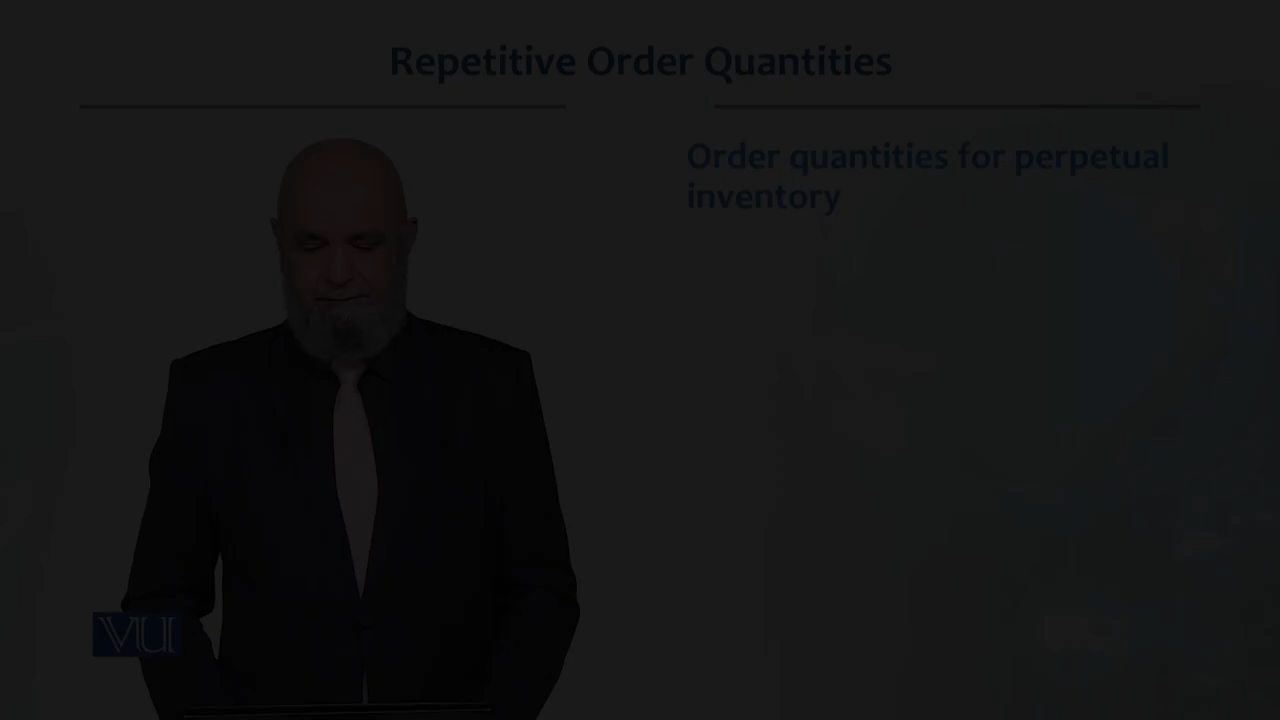 Repetitive Order Quantities
Order quantities for perpetual
inventory
VU